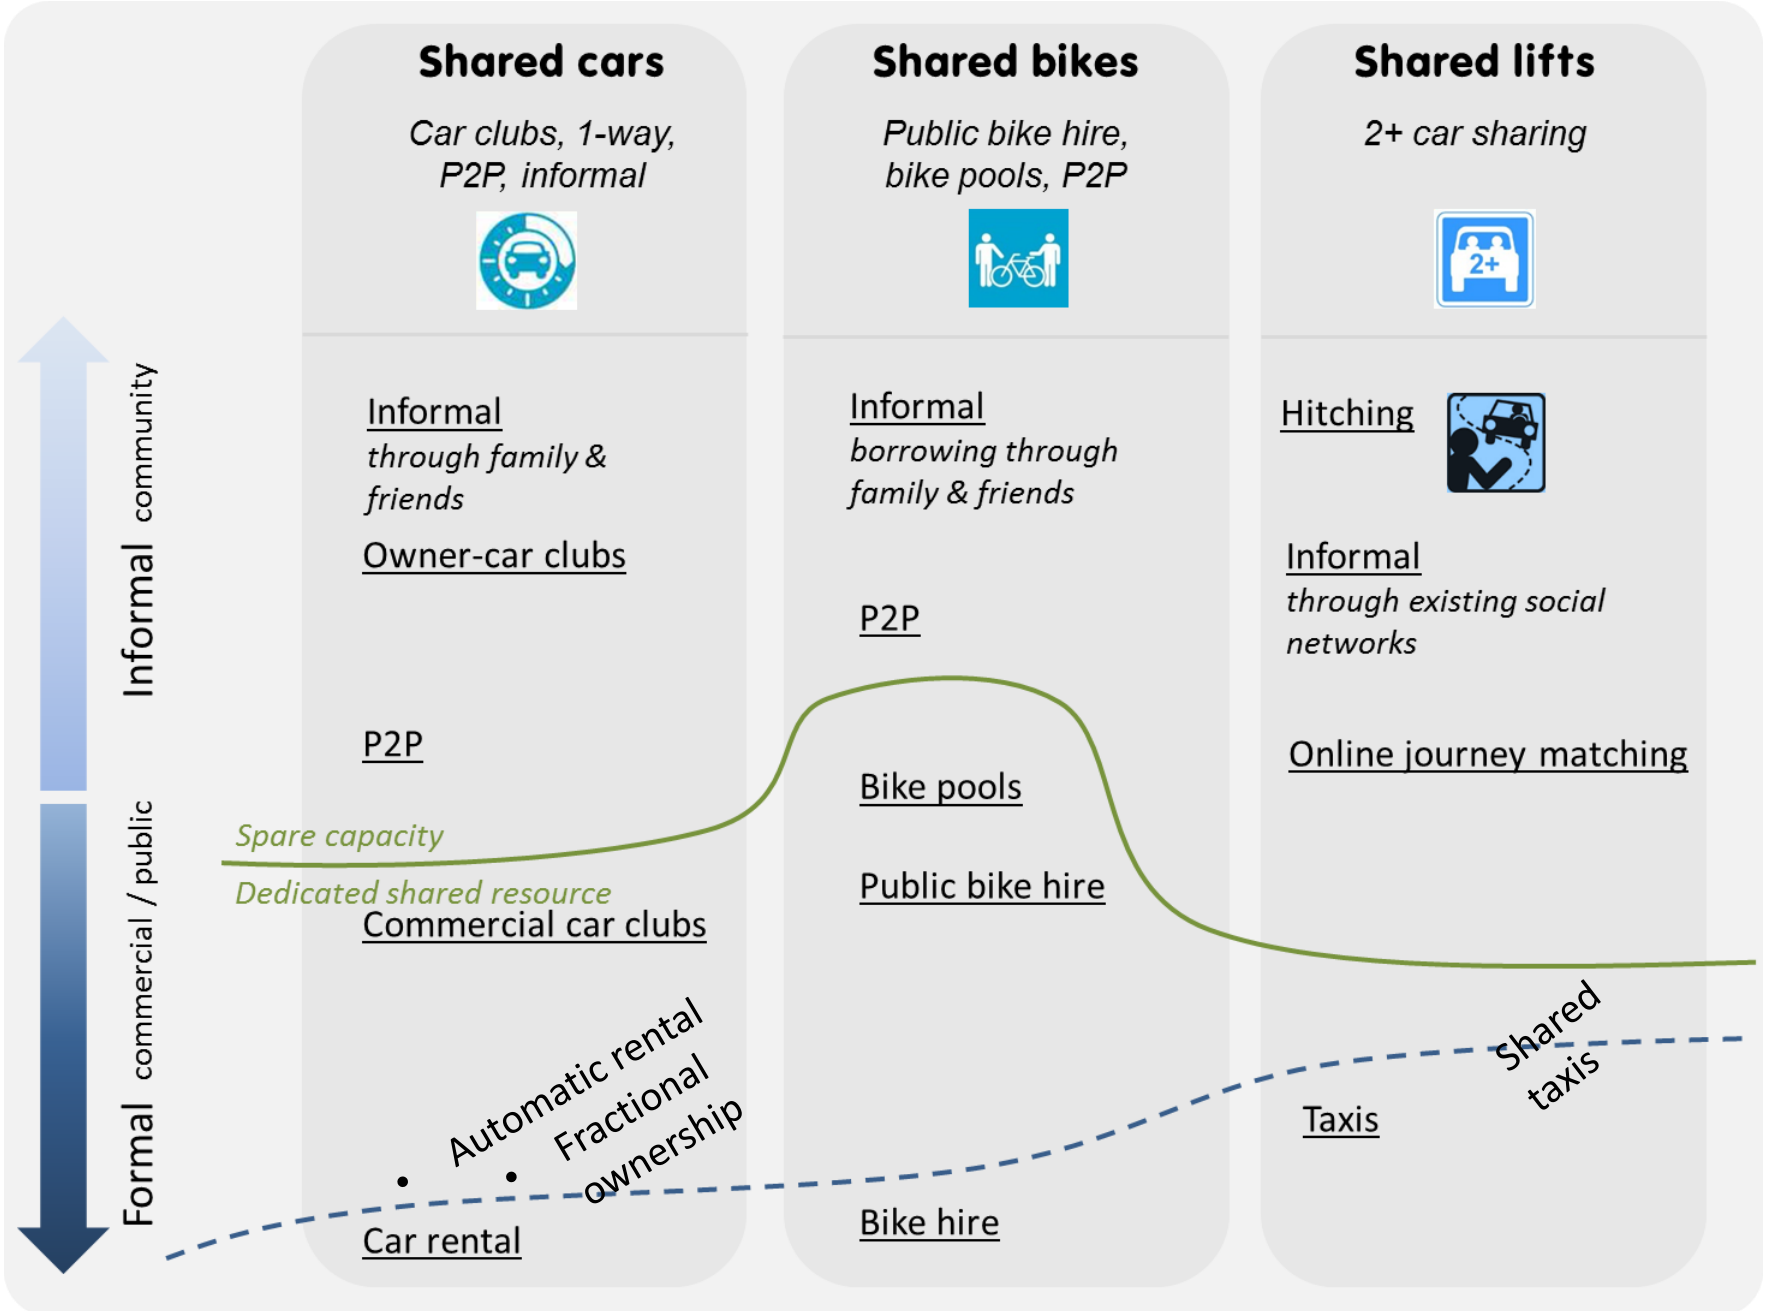 Shared cars
Car clubs, 1-way,
P2P, informal
Shared bikes
Public bike hire,
bike pools, P2P
Shared lifts
2+ car sharing
2+
Informal community
Formal commercial / public
Informal
through family &
friends
Owner-car clubs
P2P
Spare capacity
Dedicated shared resource
Commercial car clubs
• Automatic rental
• Fractional
ownership
Car rental
Informal
borrowing through
family & friends
P2P
Bike pools
Public bike hire
Bike hire
Hitching
Informal
through existing social
networks
Online journey matching
Shared
taxis
Taxis